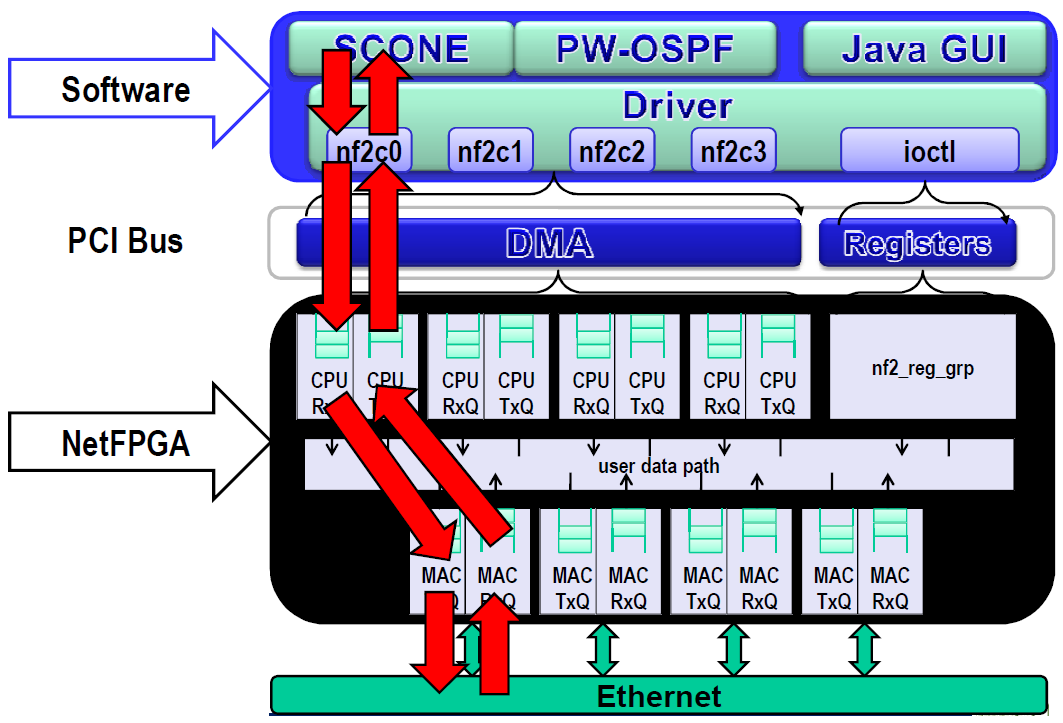 SCONE
PW-OSPF
Java GUI
Software
Driver
nf2c0
nf2c1
nf2c2
nf2c3
ioctl
PCI Bus
DMA
Registers
CPU
RxQ
CPU
CPU
RxQ
CPU
TxQ
CPU
RxQ
CPU
TxQ
CPU
RxQ
CPU
TxQ
nf2_reg_grp
NetFPGA
user data path
MAC
MAC
RxQ
MAC
TxQ
MAC
RxQ
MAC
TxQ
MAC
RxQ
MAC
TxQ
MAC
RxQ
Ethernet